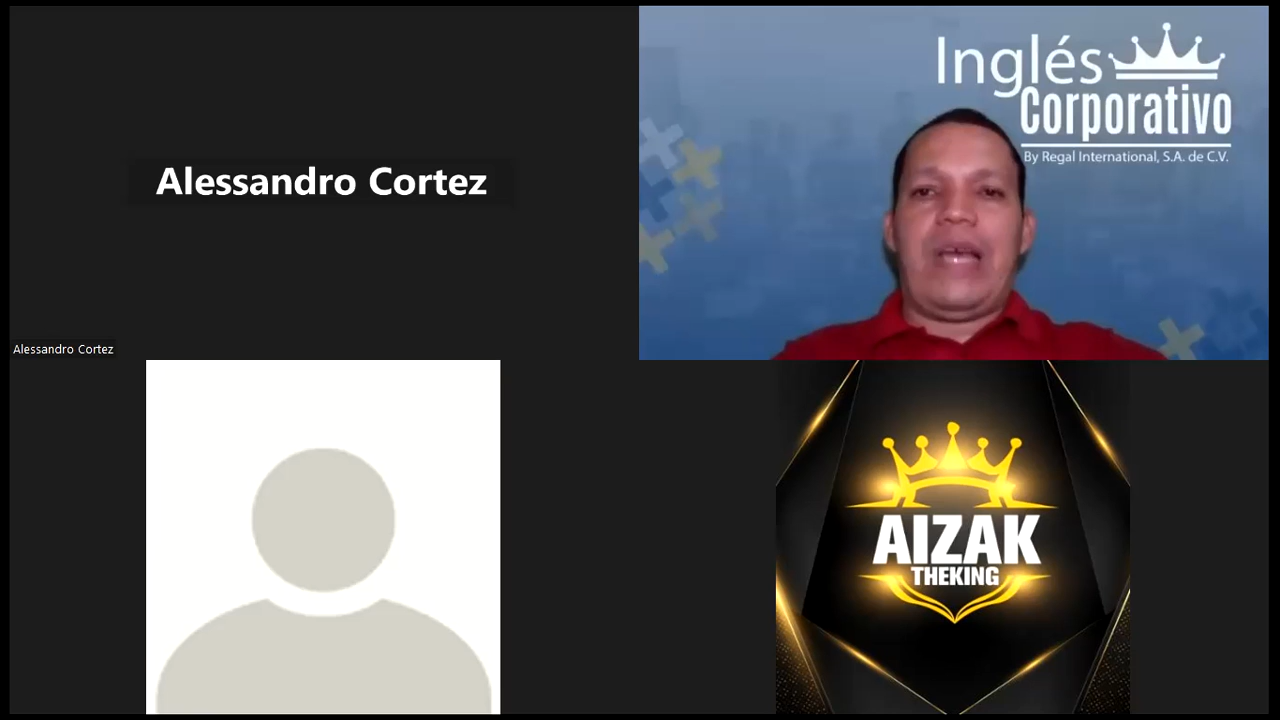 Alessandro Cortez
Alessandro Cortez
Inglés
Corporativo
By Regal International, S.A. de C.V.
AIZAK
THEKING